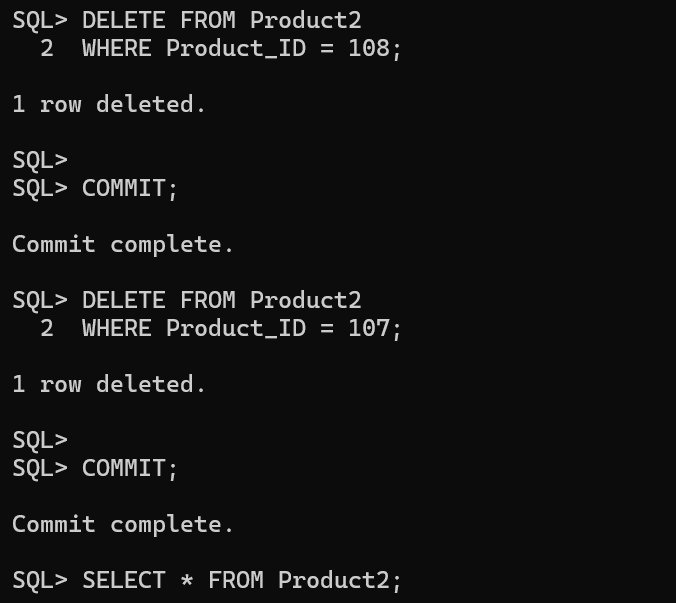 SQL> DELETE FROM Product2
  2  WHERE Product_ID = 108;
1 row deleted.
SQL>
SQL> COMMIT;
Commit complete.
SQL> DELETE FROM Product2
  2  WHERE Product_ID = 107;
1 row deleted.
SQL>
SQL> COMMIT;
Commit complete.
SQL> SELECT * FROM Product2;